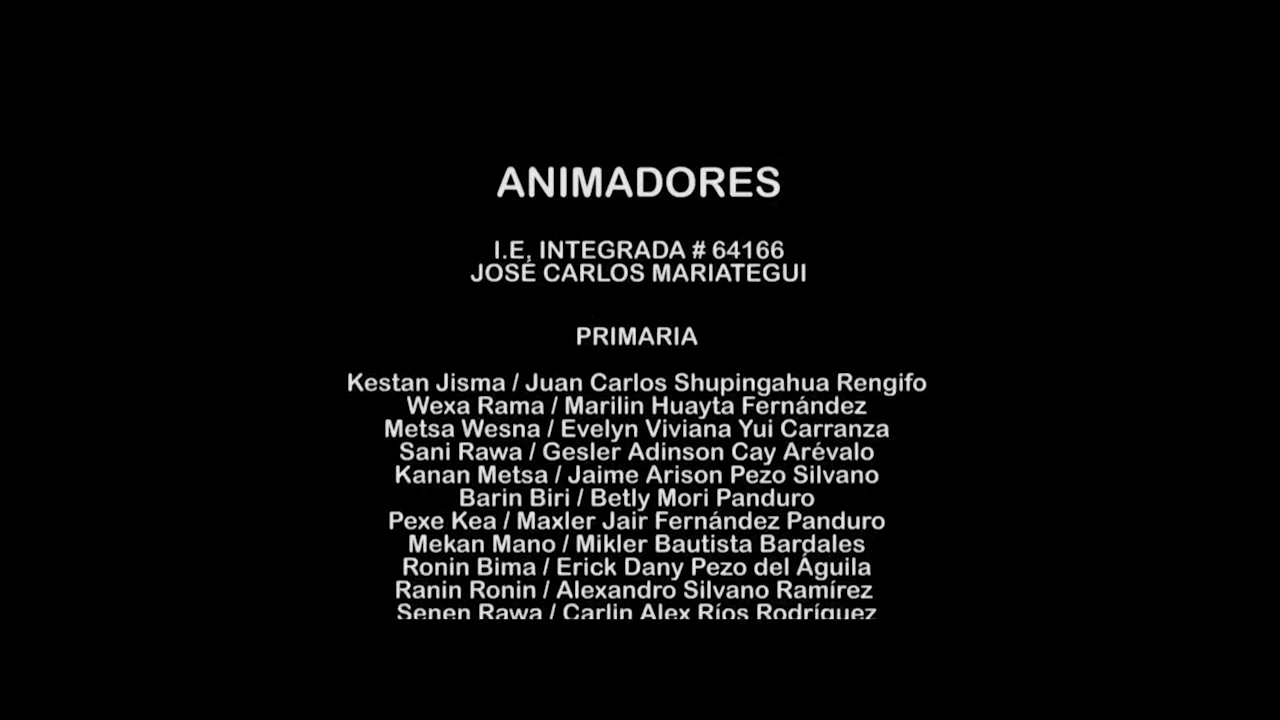 ANIMADORES
I.E, INTEGRADA # 64166
JOSÉ CARLOS MARIATEGUI
PRIMARIA
Kestan Jisma / Juan Carlos Shupingahua Rengifo
Wexa Rama / Marilin Huayta Fernández
Metsa Wesna / Evelyn Viviana Yui Carranza
Sani Rawa / Gesler Adinson Cay Arévalo
Kanan Metsa / Jaime Arison Pezo Silvano
Barin Biri / Betly Mori Panduro
Pexe Kea / Maxler Jair Fernández Panduro
Mekan Mano / Mikler Bautista Bardales
Ronin Bima / Erick Dany Pezo del Águila
Ranin Ronin / Alexandro Silvano Ramírez
Senen Rawa / Carlin Alex Ríos Rodríguez